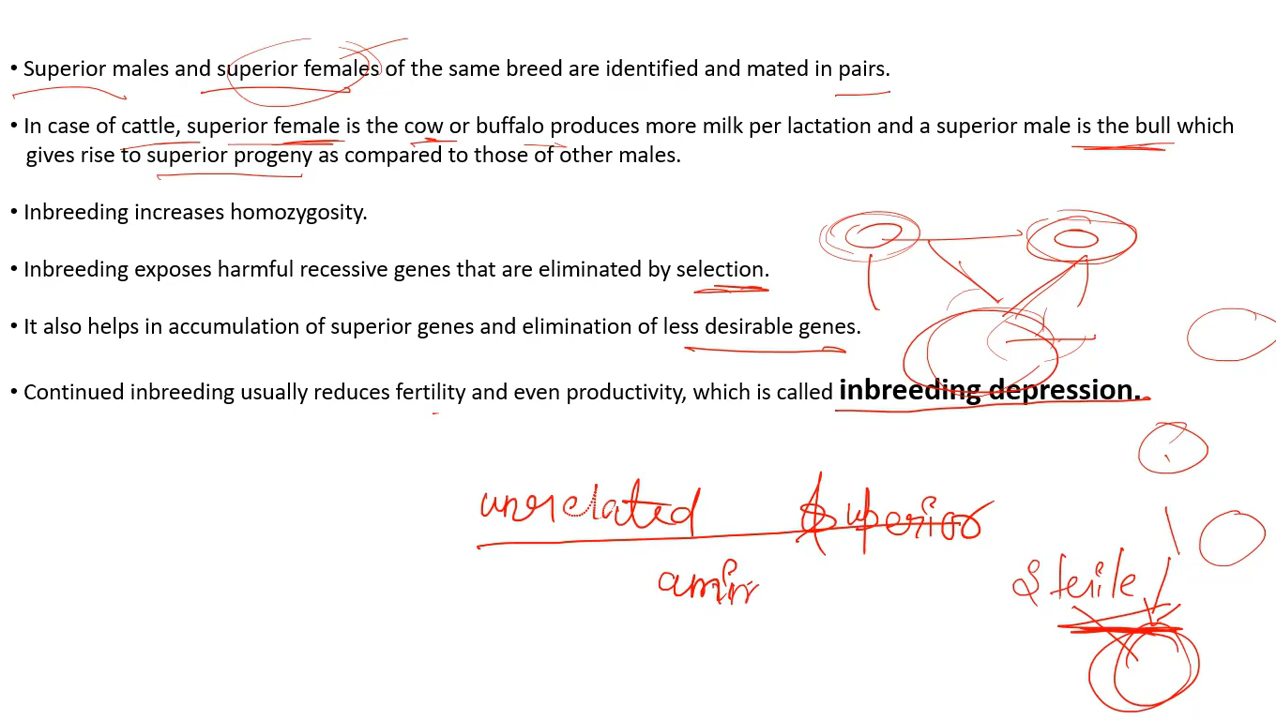 • Superior males and superior females of the same breed are identified and mated in pairs.
• In case of cattle, superior female is the cow or buffalo produces more milk per lactation and a superior male is the bull which
gives rise to superior progeny as compared to those of other males.
• Inbreeding increases homozygosity.
• Inbreeding exposes harmful recessive genes that are eliminated by selection.
• It also helps in accumulation of superior genes and elimination of less desirable genes.
• Continued inbreeding usually reduces fertility and even productivity, which is called inbreeding depression.
unrelated superior
sterile